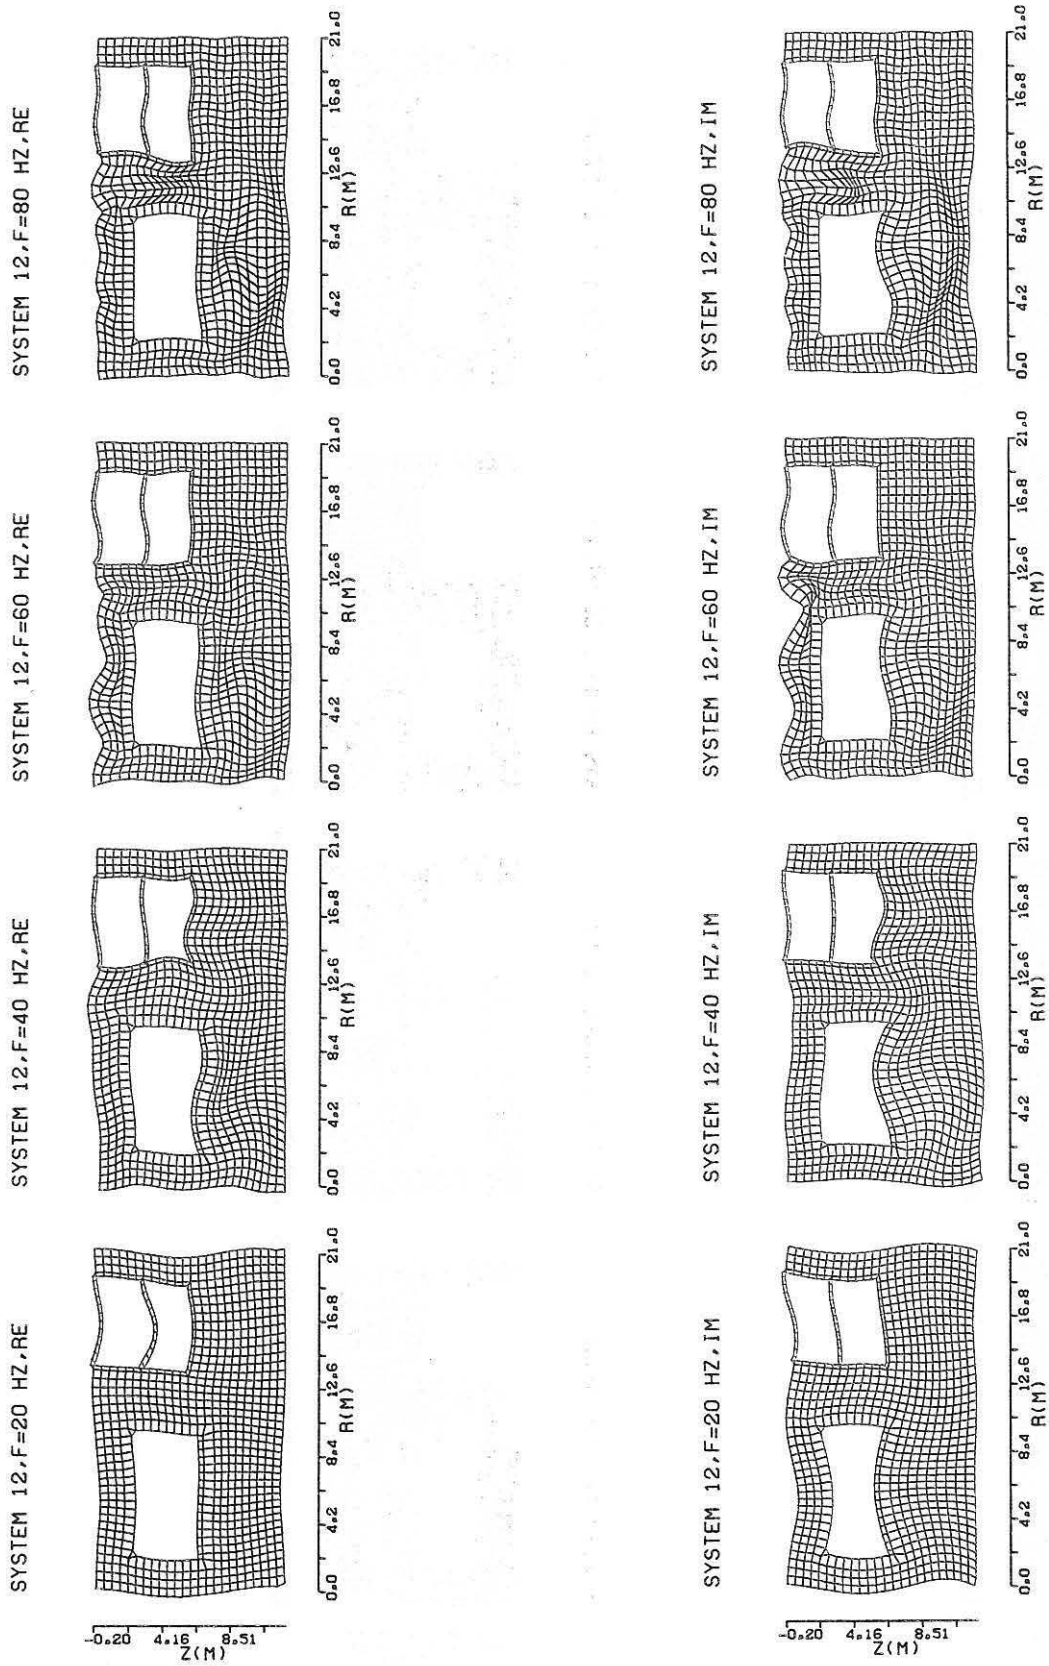 SYSTEM 12,F=20 HZ,RE
SYSTEM 12,F=40 HZ,RE
SYSTEM 12,F=60 HZ,RE
SYSTEM 12,F=80 HZ,RE
-0.20 4.16 8.51
Z(M)
0.0 4.2 8.4 12.6 16.8 21.0
R(M)
0.0 4.2 8.4 12.6 16.8 21.0
R(M)
0.0 4.2 8.4 12.6 16.8 21.0
R(M)
0.0 4.2 8.4 12.6 16.8 21.0
R(M)
SYSTEM 12,F=20 HZ,IM
SYSTEM 12,F=40 HZ,IM
SYSTEM 12,F=60 HZ,IM
SYSTEM 12,F=80 HZ,IM
-0.20 4.16 8.51
Z(M)
0.0 4.2 8.4 12.6 16.8 21.0
R(M)
0.0 4.2 8.4 12.6 16.8 21.0
R(M)
0.0 4.2 8.4 12.6 16.8 21.0
R(M)
0.0 4.2 8.4 12.6 16.8 21.0
R(M)